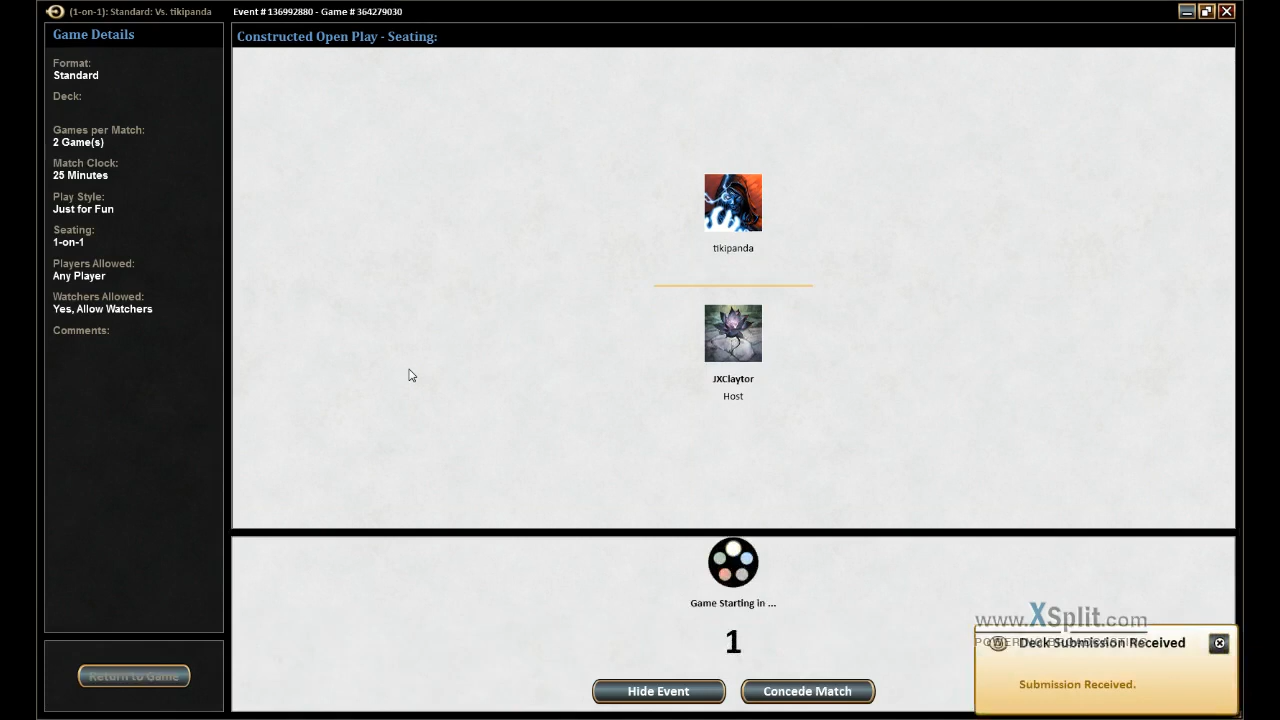 (1-on-1): Standard: Vs. tikipanda
Event # 136992880 - Game # 364279030
Game Details
Format:
Standard
Deck:
Games per Match:
2 Game(s)
Match Clock:
25 Minutes
Play Style:
Just for Fun
Seating:
1-on-1
Players Allowed:
Any Player
Watchers Allowed:
Yes, Allow Watchers
Comments:
Return to Game
Constructed Open Play - Seating:
tikipanda
JXClaytor
Host
Game Starting in ...
1
Hide Event
Concede Match
www.XSplit.com
Deck Submission Received
Submission Received.